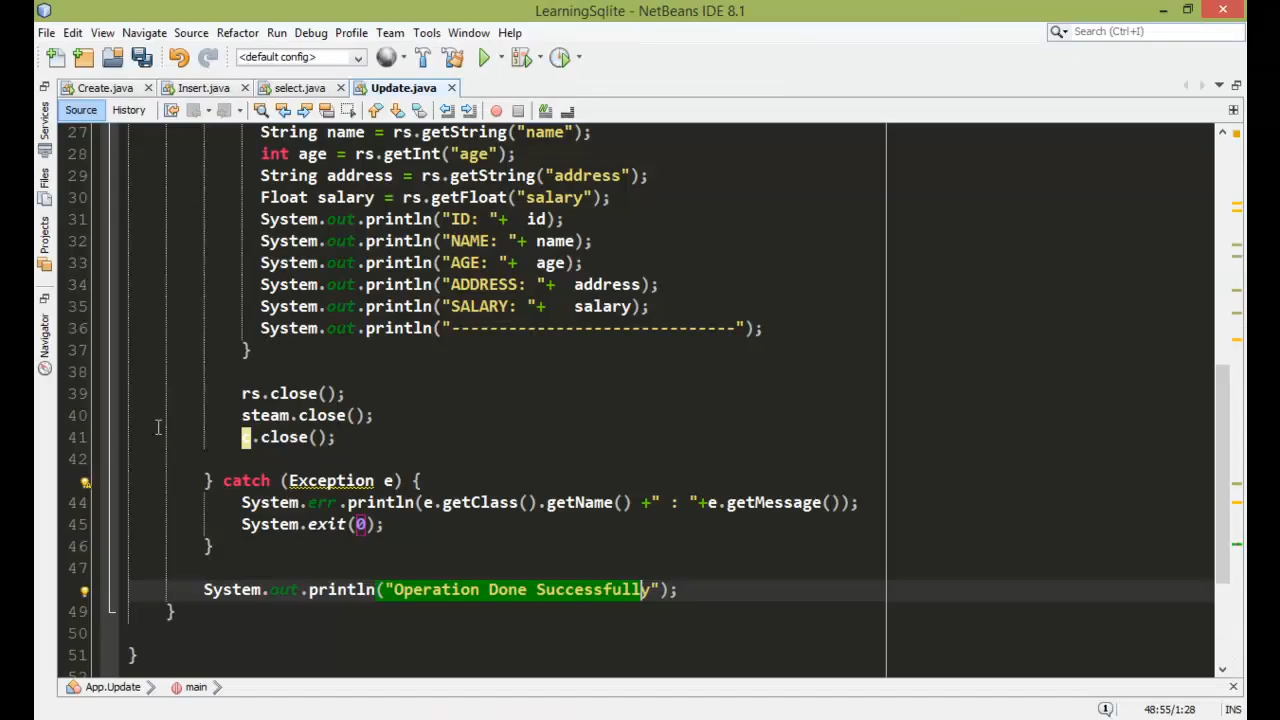 LearningSqlite - NetBeans IDE 8.1
File Edit View Navigate Source Refactor Run Debug Profile Team Tools Window Help
Search (Ctrl+I)
<default config>
Create.java Insert.java select.java Update.java
Source History
Services
Files
Projects
Navigator
27 String name = rs.getString("name");
28 int age = rs.getInt("age");
29 String address = rs.getString("address");
30 Float salary = rs.getFloat("salary");
31 System.out.println("ID: "+  id);
32 System.out.println("NAME: "+ name);
33 System.out.println("AGE: "+  age);
34 System.out.println("ADDRESS: "+  address);
35 System.out.println("SALARY: "+   salary);
36 System.out.println("------------------------------");
37 }
38
39 rs.close();
40 steam.close();
41 c.close();
42
} catch (Exception e) {
44 System.err.println(e.getClass().getName() +" : "+e.getMessage());
45 System.exit(0);
46 }
47
System.out.println("Operation Done Successfully");
49 }
50
51 }
App.Update main
48:55/1:28 INS